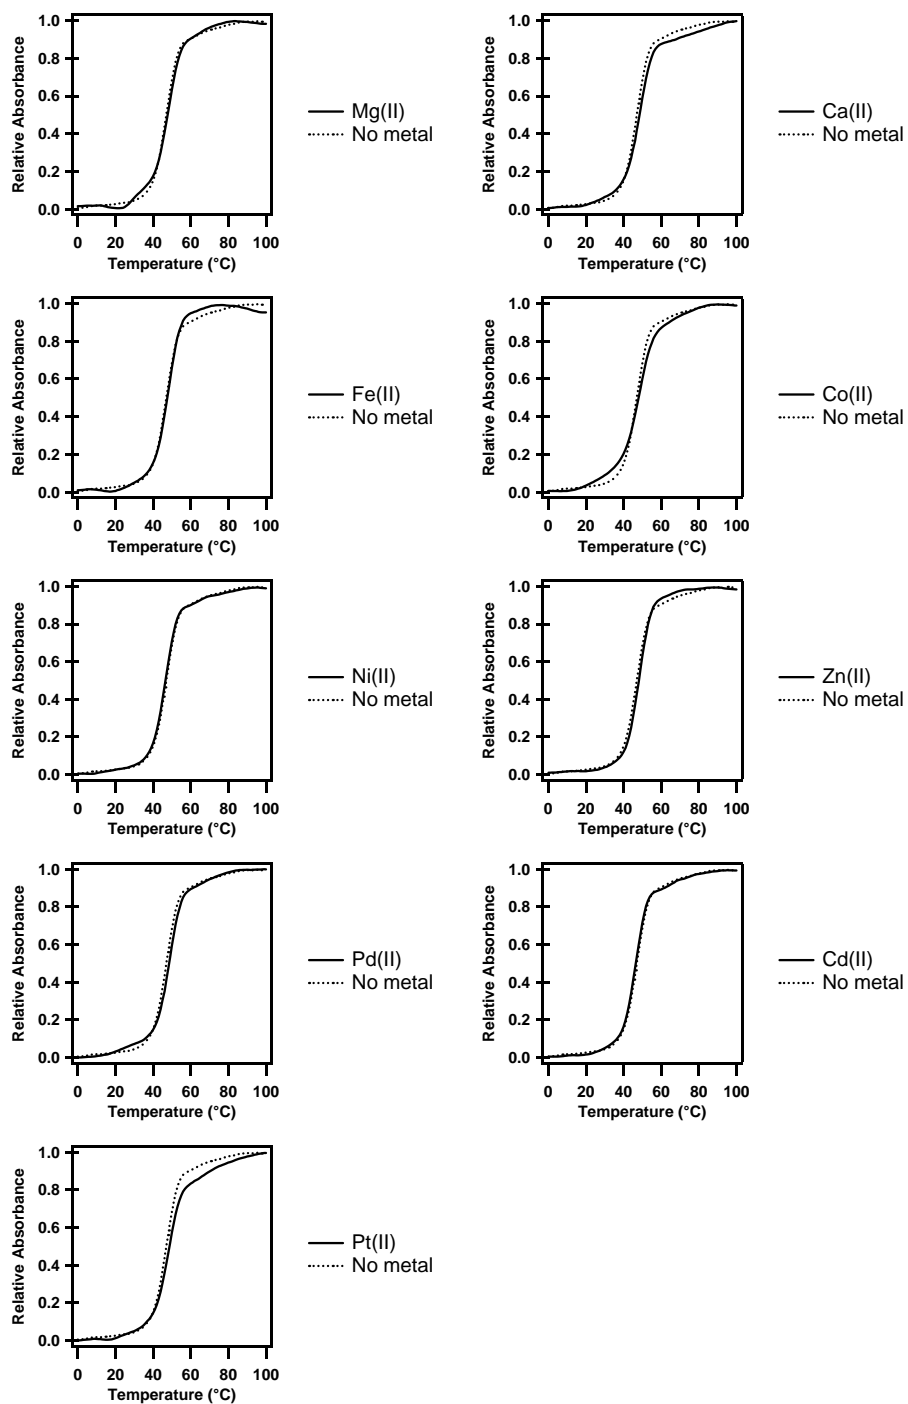 1.0
0.8
0.6
0.4
0.2
0.0
Relative Absorbance
0 20 40 60 80 100
Temperature (°C)
Mg(II)
No metal
1.0
0.8
0.6
0.4
0.2
0.0
Relative Absorbance
0 20 40 60 80 100
Temperature (°C)
Ca(II)
No metal
1.0
0.8
0.6
0.4
0.2
0.0
Relative Absorbance
0 20 40 60 80 100
Temperature (°C)
Fe(II)
No metal
1.0
0.8
0.6
0.4
0.2
0.0
Relative Absorbance
0 20 40 60 80 100
Temperature (°C)
Co(II)
No metal
1.0
0.8
0.6
0.4
0.2
0.0
Relative Absorbance
0 20 40 60 80 100
Temperature (°C)
Ni(II)
No metal
1.0
0.8
0.6
0.4
0.2
0.0
Relative Absorbance
0 20 40 60 80 100
Temperature (°C)
Zn(II)
No metal
1.0
0.8
0.6
0.4
0.2
0.0
Relative Absorbance
0 20 40 60 80 100
Temperature (°C)
Pd(II)
No metal
1.0
0.8
0.6
0.4
0.2
0.0
Relative Absorbance
0 20 40 60 80 100
Temperature (°C)
Cd(II)
No metal
1.0
0.8
0.6
0.4
0.2
0.0
Relative Absorbance
0 20 40 60 80 100
Temperature (°C)
Pt(II)
No metal